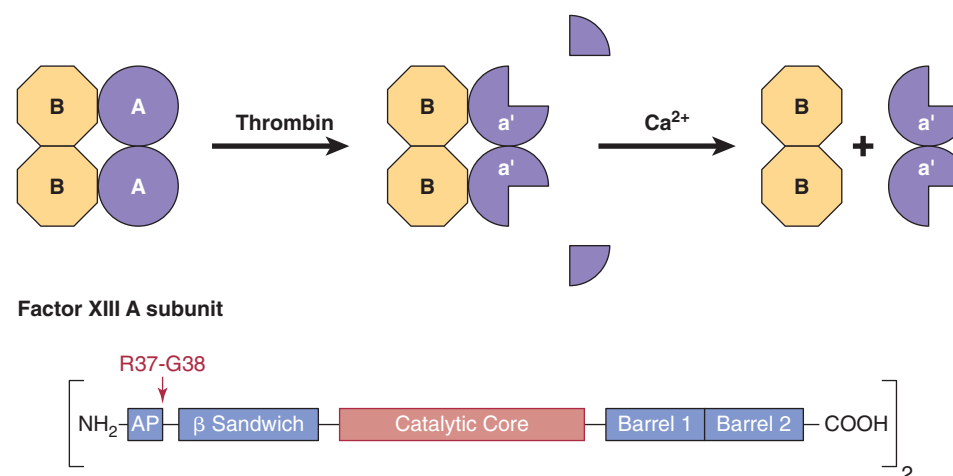 B A B A
Thrombin
B a' B a'
Ca²⁺
B B + a' a'
Factor XIII A subunit
R37-G38
NH₂ AP β Sandwich Catalytic Core Barrel 1 Barrel 2 COOH
2